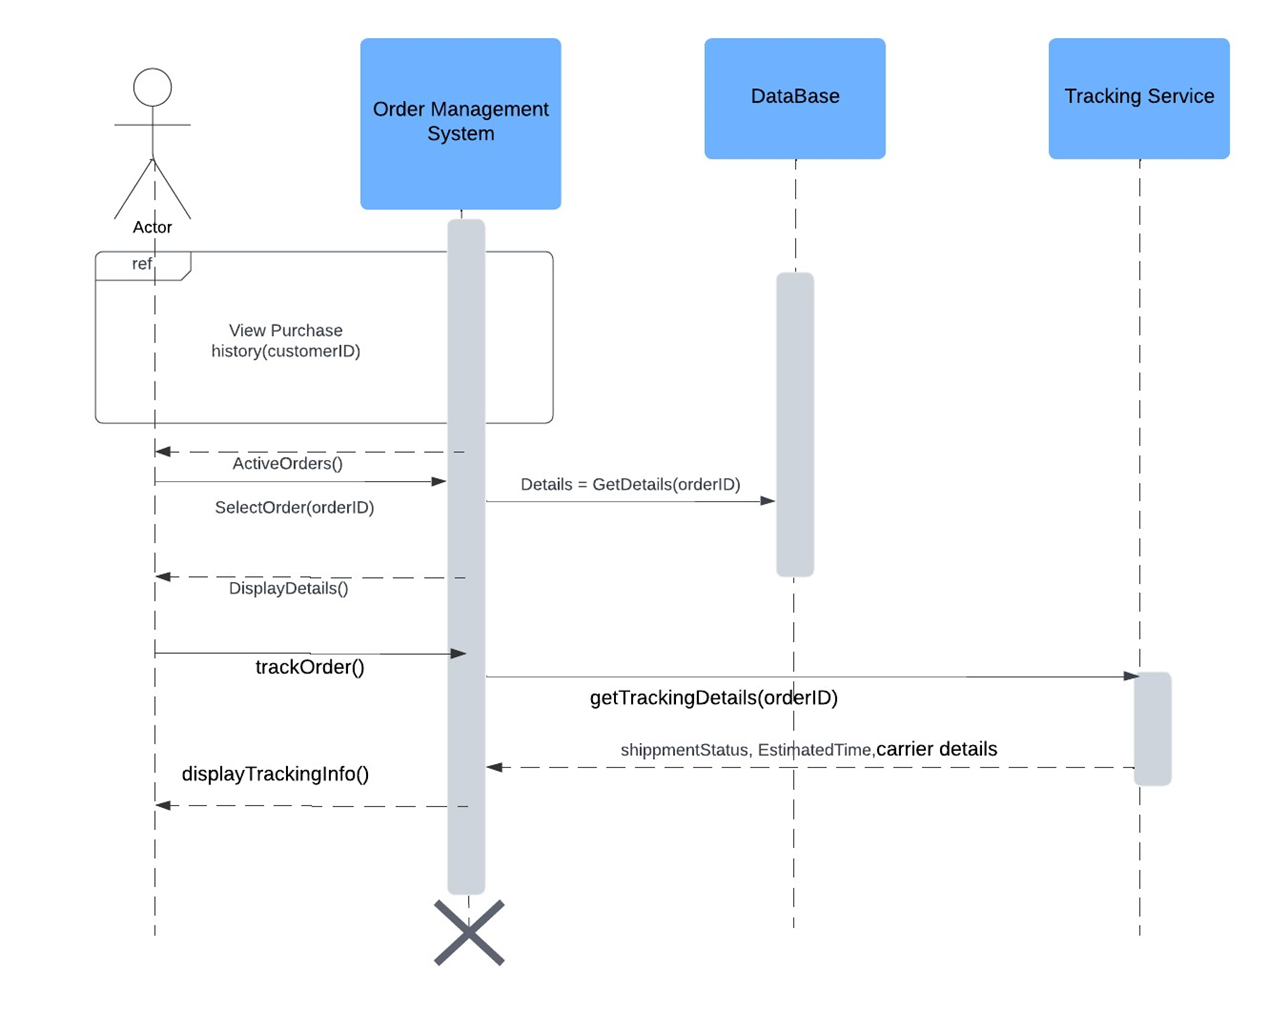 Order Management
System
DataBase
Tracking Service
Actor
ref
View Purchase
history(customerID)
ActiveOrders()
SelectOrder(orderID)
Details = GetDetails(orderID)
DisplayDetails()
trackOrder()
getTrackingDetails(orderID)
shippmentStatus, EstimatedTime,carrier details
displayTrackingInfo()